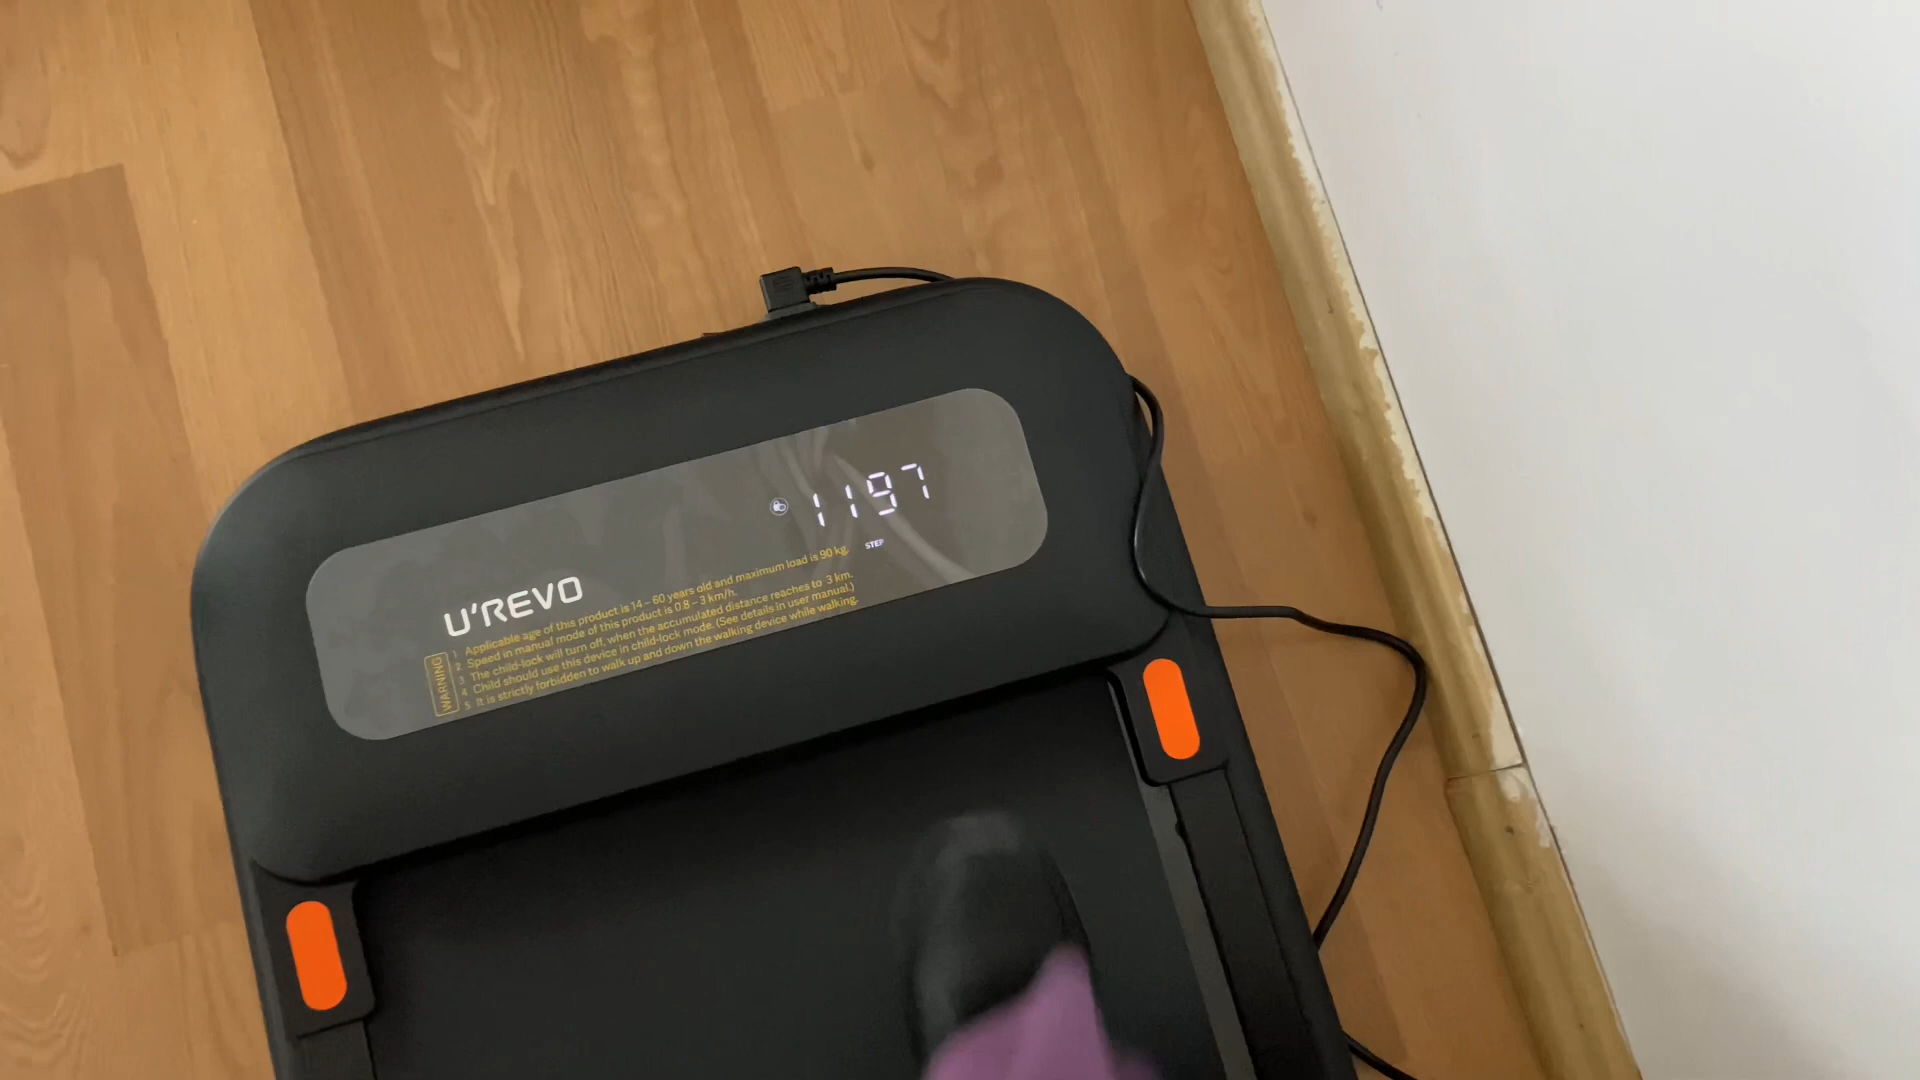 1197
STEP
U'REVO
WARNING
1 Applicable age of this product is 14 – 60 years old and maximum load is 90 kg.
2 Speed in manual mode of this product is 0.8 – 3 km/h.
3 The child-lock will turn off, when the accumulated distance reaches to 3 km.
4 Child should use this device in child-lock mode. (See details in user manual.)
5 It is strictly forbidden to walk up and down the walking device while walking.